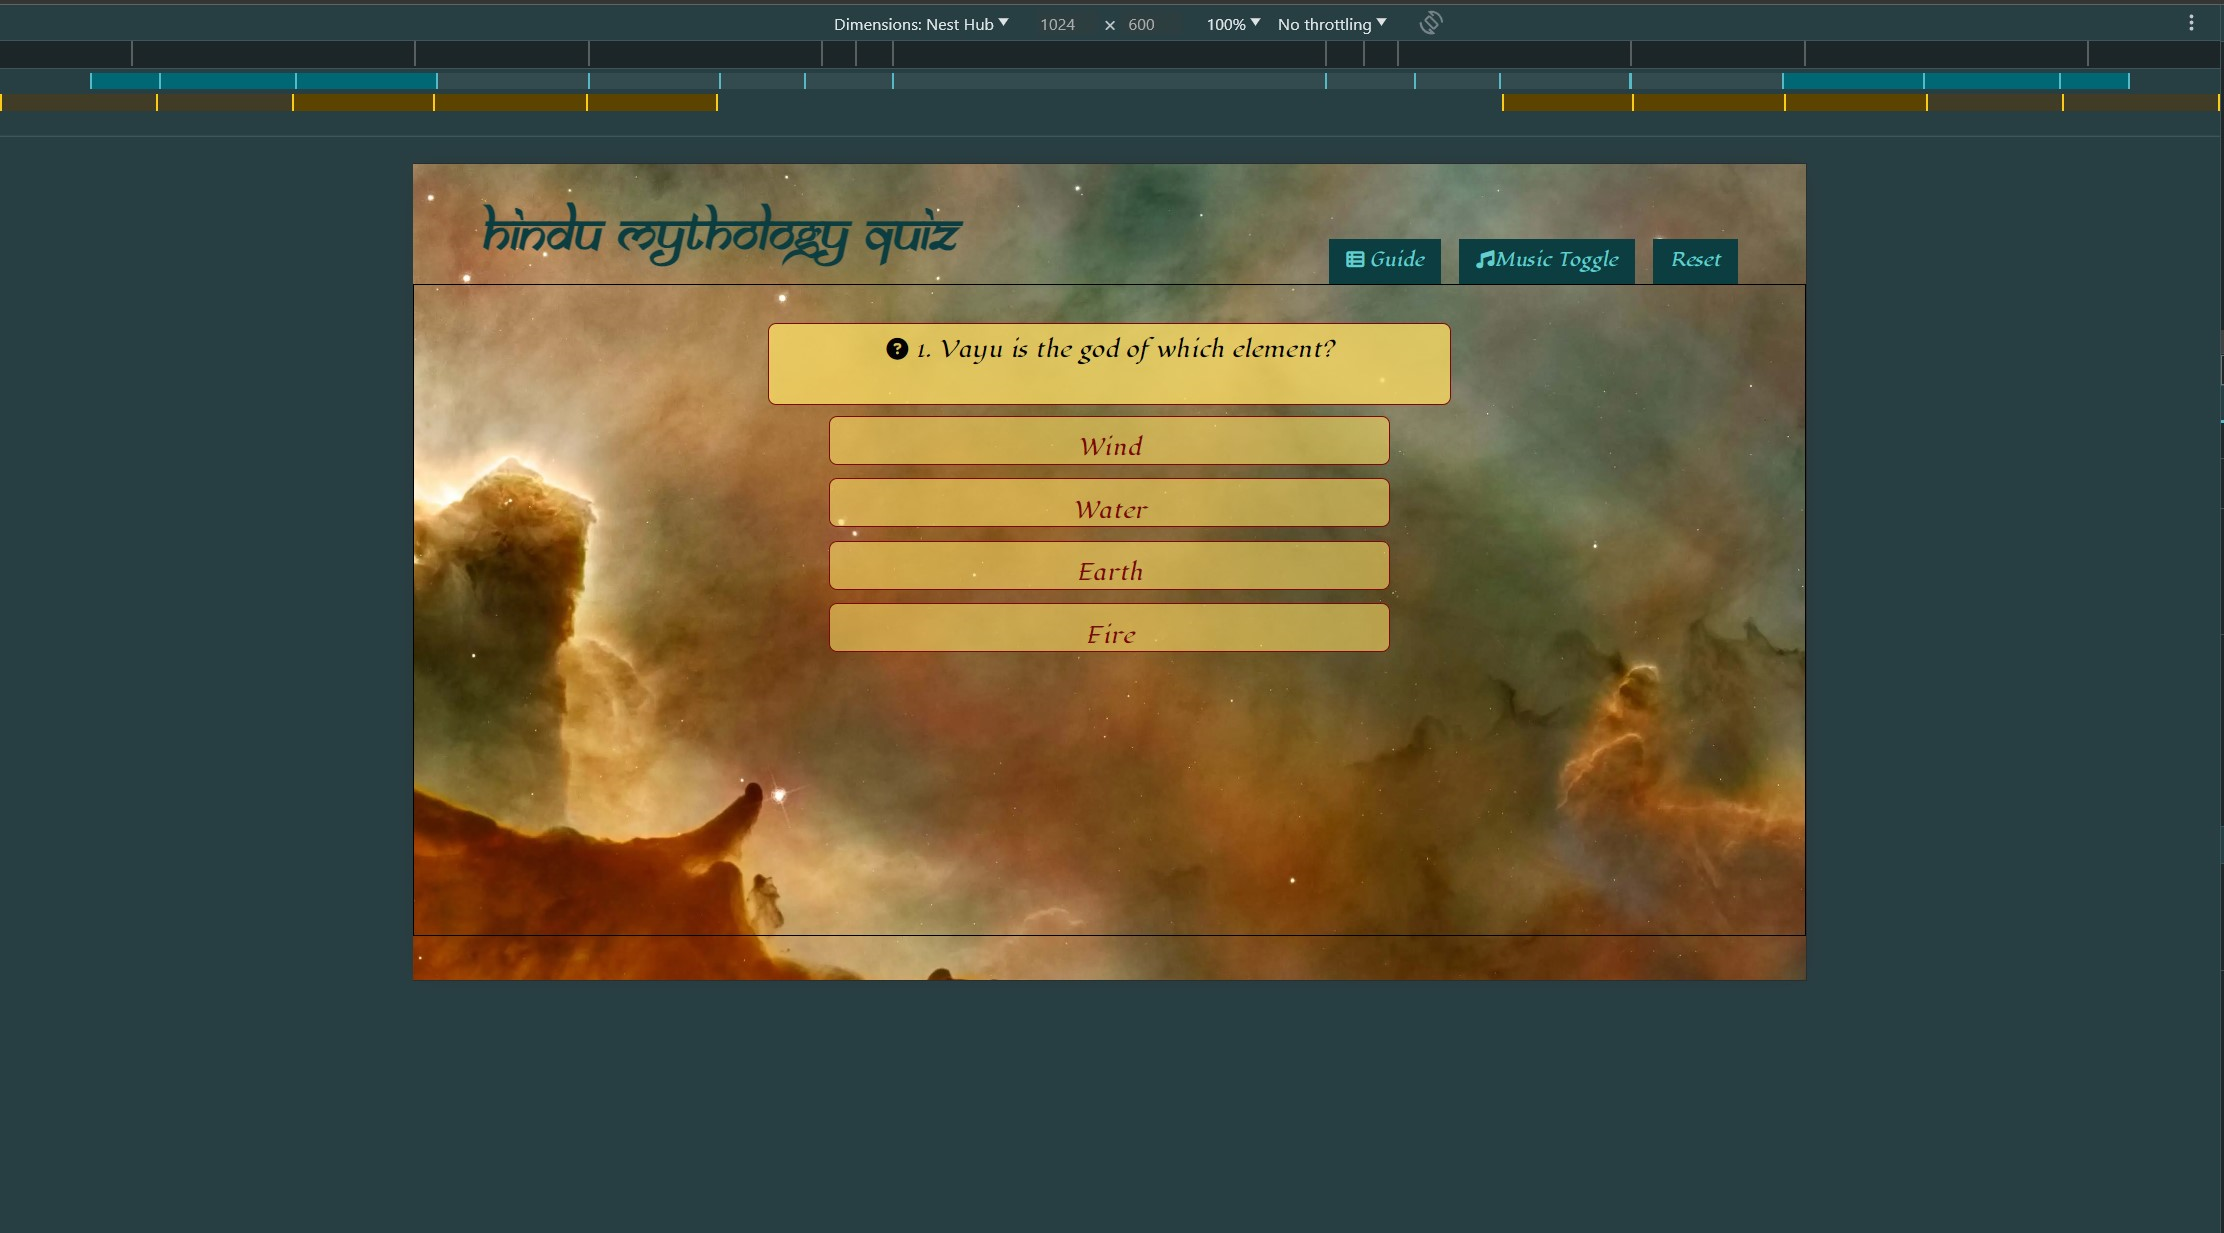 Dimensions: Nest Hub 1024 × 600 100% No throttling
hindu mythology quiz
Guide Music Toggle Reset
? 1. Vayu is the god of which element?
Wind
Water
Earth
Fire